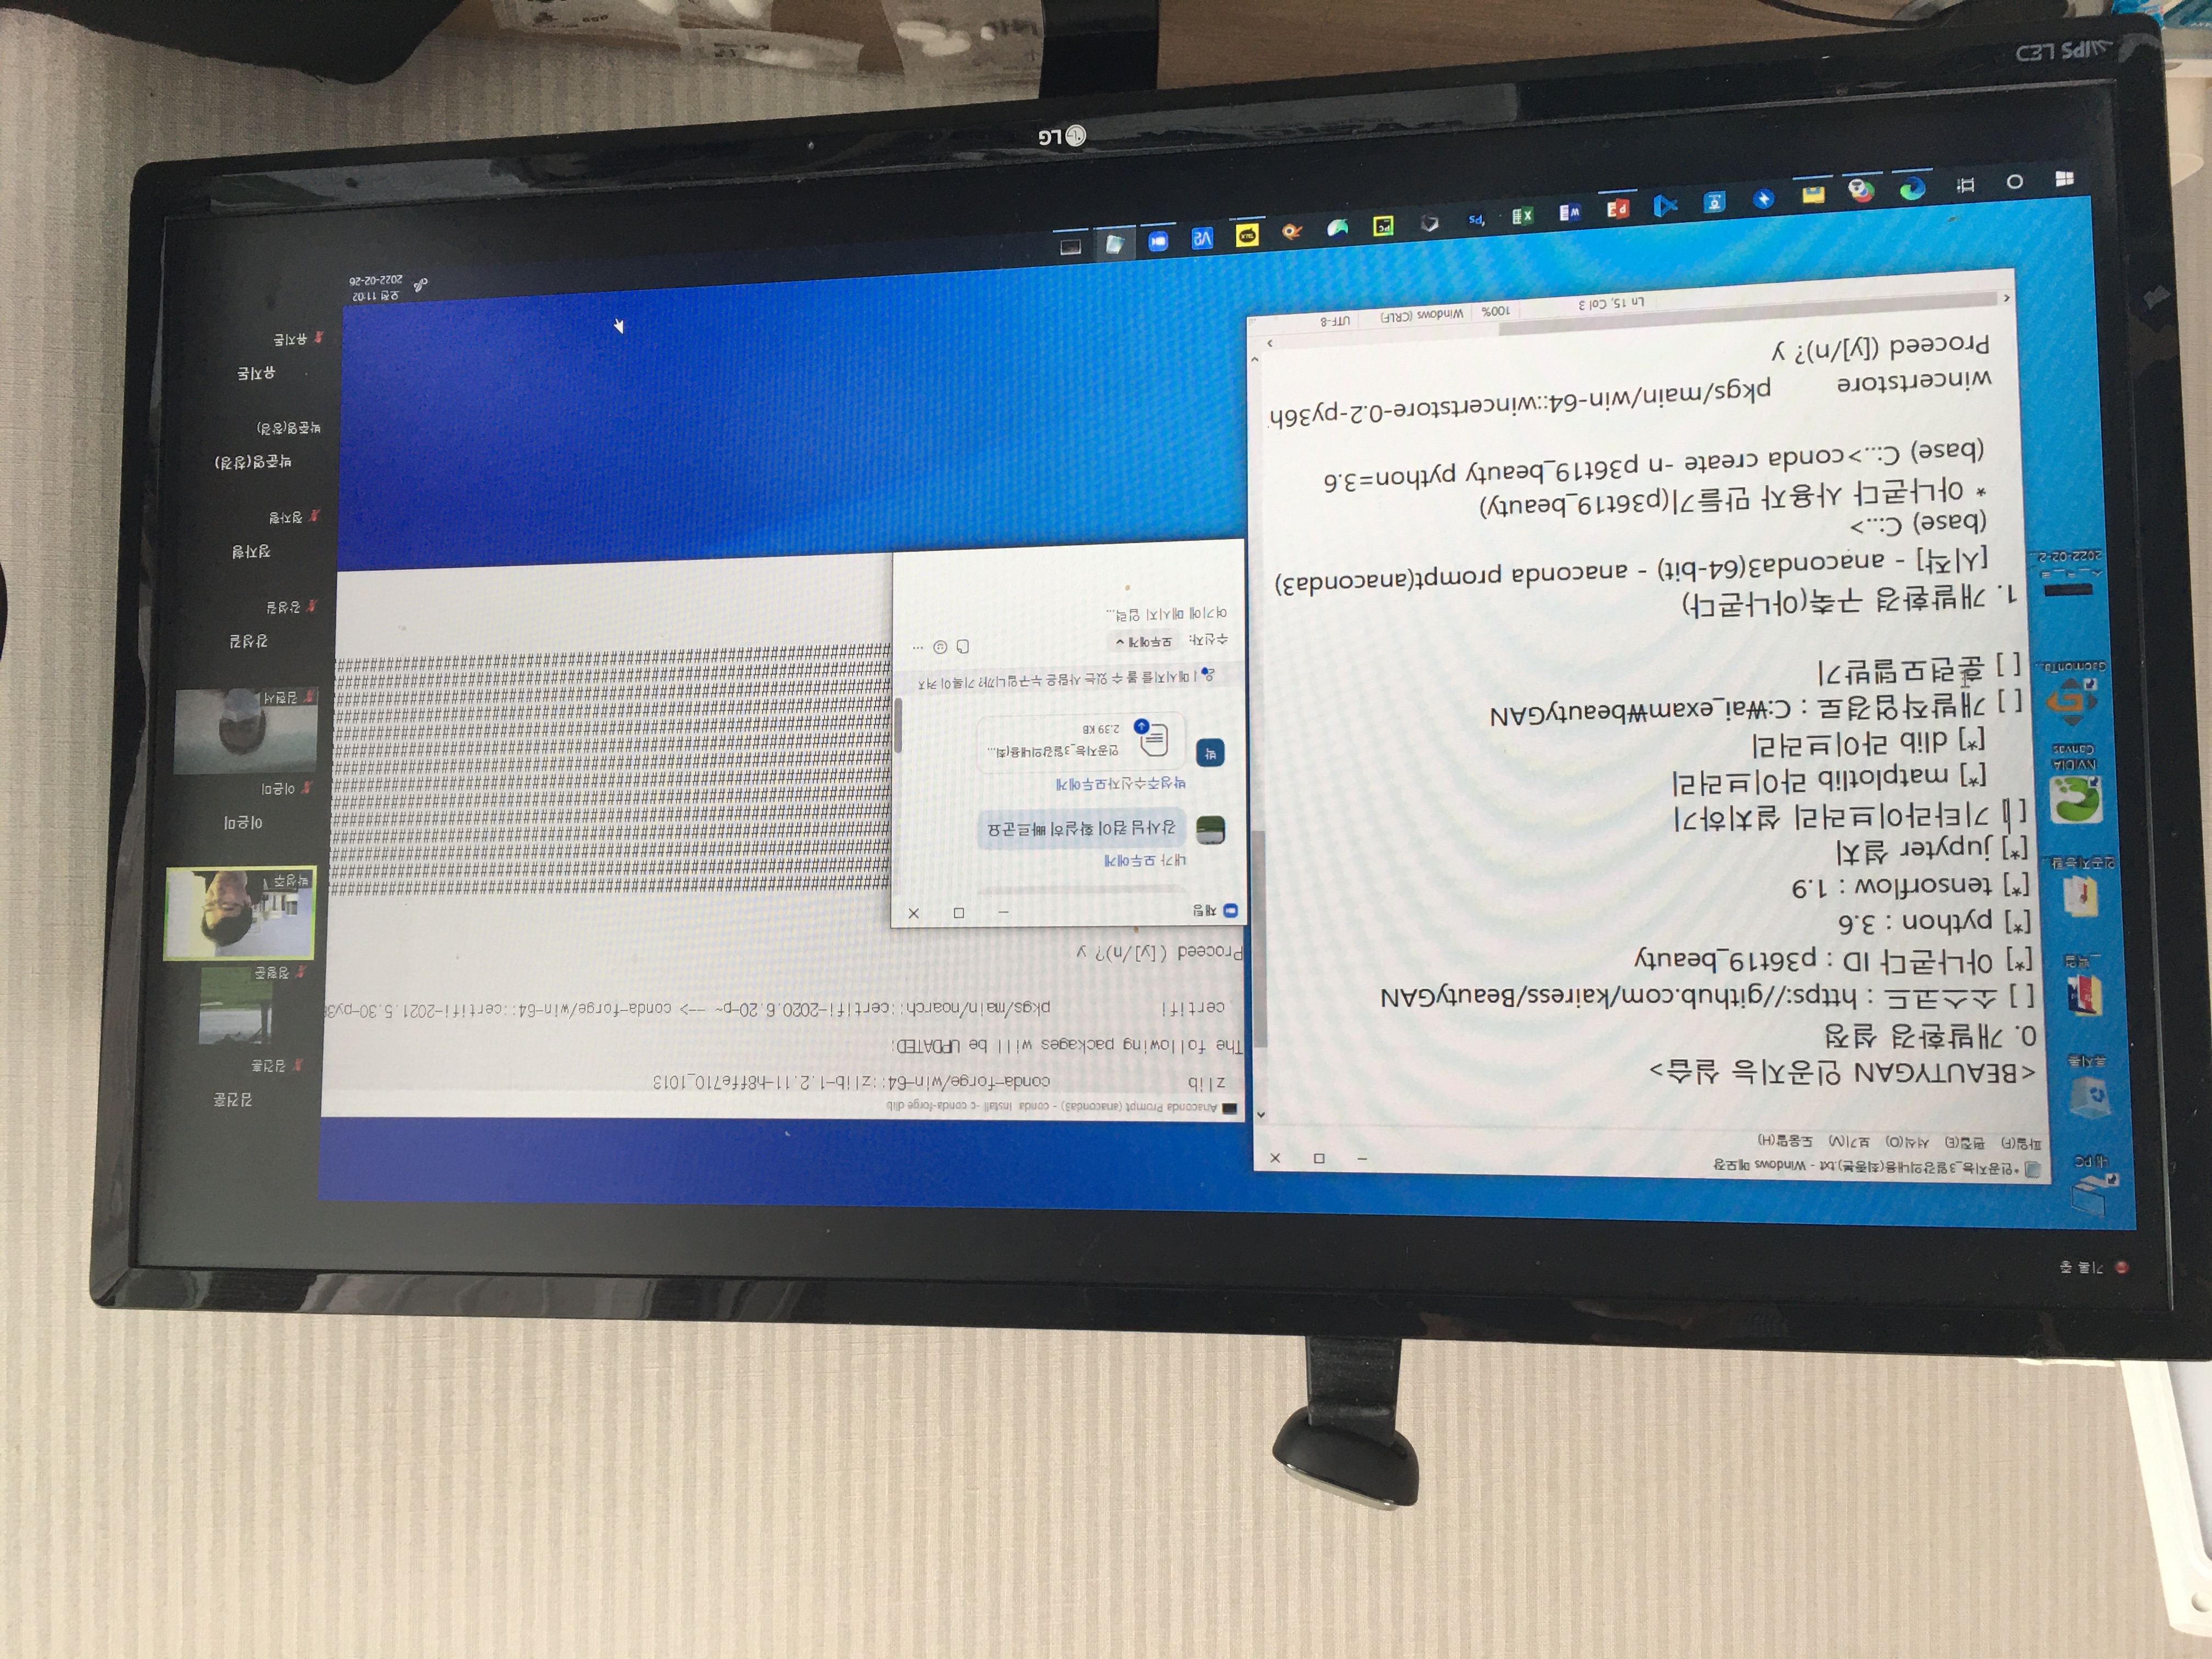 기록 중
내 PC
휴지통
_백업
인공지능활...
NVIDIA
Canvas
2022-02-2...
*인공지능_3일강의내용(최종본).txt - Windows 메모장
파일(F) 편집(E) 서식(O) 보기(V) 도움말(H)
<BEAUTYGAN 인공지능 실습>
0. 개발환경 설정
[ ] 소스코드 : https://github.com/kairess/BeautyGAN
[*] 아나콘다 ID : p36t19_beauty
[*] python : 3.6
[*] tensorflow : 1.9
[*] jupyter 설치
[ ] 기타라이브러리 설치하기
[*] matplotlib 라이브러리
[*] dlib 라이브러리
[ ] 개발작업경로 : C:₩ai_exam₩beautyGAN
[ ] 훈련모델받기
1. 개발환경 구축(아나콘다)
[시작] - anaconda3(64-bit) - anaconda prompt(anaconda3)
(base) C:..>
* 아나콘다 사용자 만들기(p36t19_beauty)
(base) C:..>conda create -n p36t19_beauty python=3.6
wincertstore pkgs/main/win-64::wincertstore-0.2-py36h
Proceed ([y]/n)? y
Ln 15, Col 3 100% Windows (CRLF) UTF-8
Anaconda Prompt (anaconda3) - conda install -c conda-forge dlib
zlib conda-forge/win-64::zlib-1.2.11-h8ffe710_1013
The following packages will be UPDATED:
certifi pkgs/main/noarch::certifi-2020.6.20-p~ --> conda-forge/win-64::certifi-2021.5.30-py3
Proceed ([y]/n)? y
채팅
내가 모두에게
강사님 컴이 확실히 빠르군요
박성주수신자모두에게
박
인공지능_3일강의내용(최...
2.39 KB
메시지를 볼 수 있는 사람은 누구입니까? 기록이 켜지
수신자: 모두에게
여기에 메시지 입력...
김건훈
김건훈
정형준
박성주
이은미
이은미
김현서
강성길
강성길
정자형
정자형
박준영(창경)
박준영(창경)
유지돈
유지돈
오전 11:02
2022-02-26
LG
IPS LED